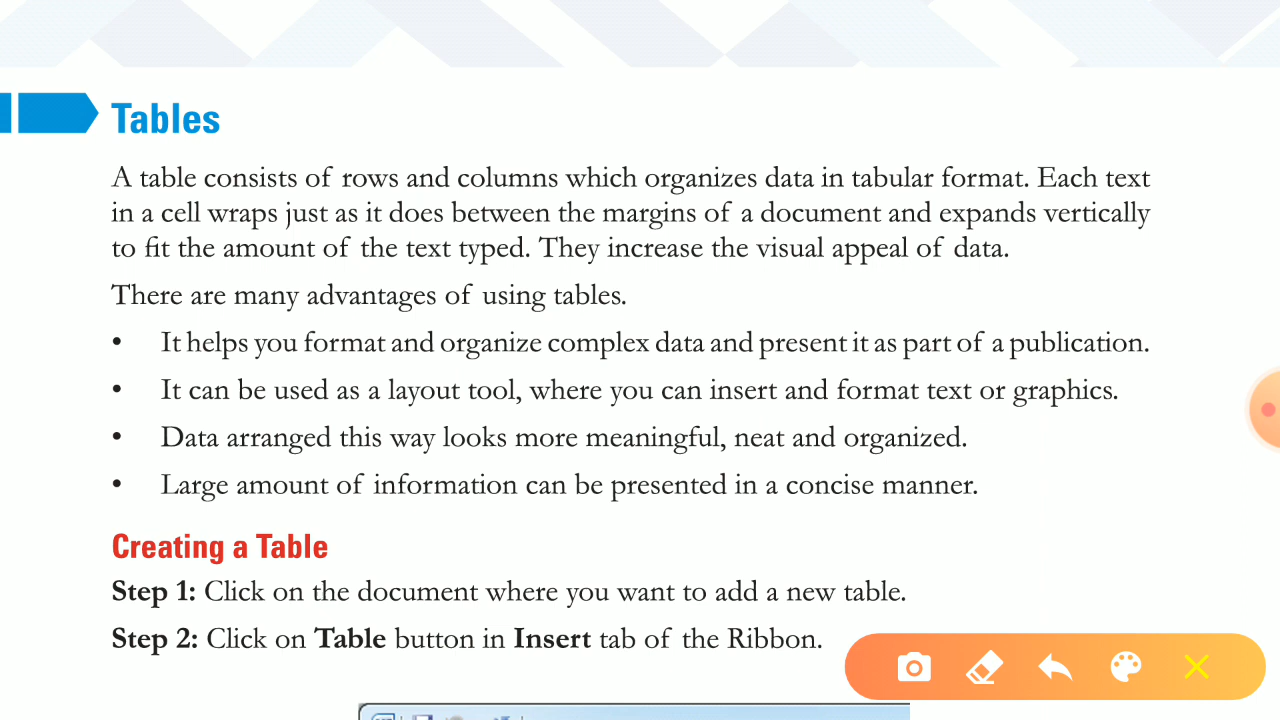 Tables
A table consists of rows and columns which organizes data in tabular format. Each text
in a cell wraps just as it does between the margins of a document and expands vertically
to fit the amount of the text typed. They increase the visual appeal of data.
There are many advantages of using tables.
• It helps you format and organize complex data and present it as part of a publication.
• It can be used as a layout tool, where you can insert and format text or graphics.
• Data arranged this way looks more meaningful, neat and organized.
• Large amount of information can be presented in a concise manner.
Creating a Table
Step 1: Click on the document where you want to add a new table.
Step 2: Click on Table button in Insert tab of the Ribbon.